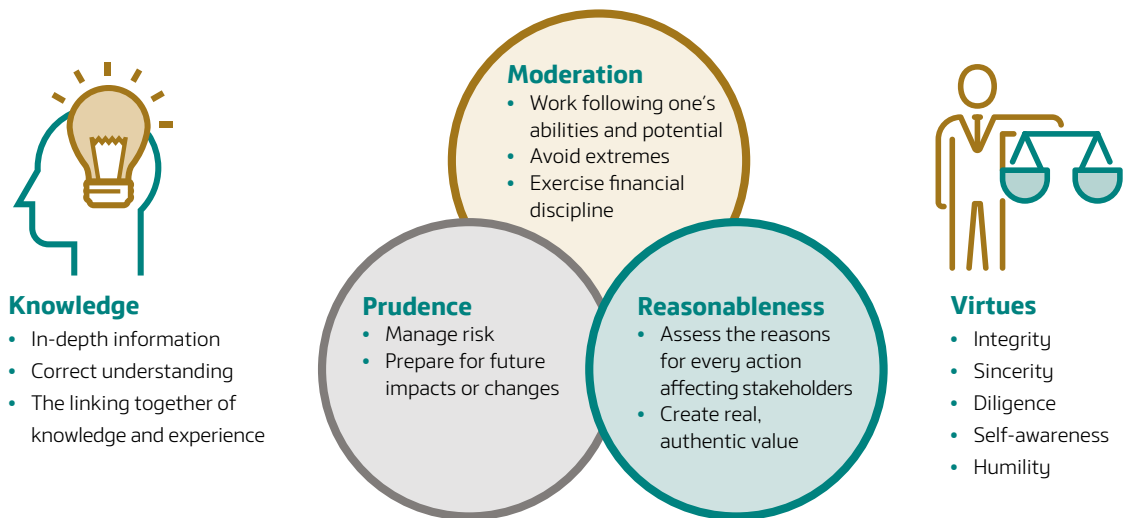 Moderation
• Work following one's
abilities and potential
• Avoid extremes
• Exercise financial
discipline
Knowledge
• In-depth information
• Correct understanding
• The linking together of
knowledge and experience
Prudence
• Manage risk
• Prepare for future
impacts or changes
Reasonableness
• Assess the reasons
for every action
affecting stakeholders
• Create real,
authentic value
Virtues
• Integrity
• Sincerity
• Diligence
• Self-awareness
• Humility